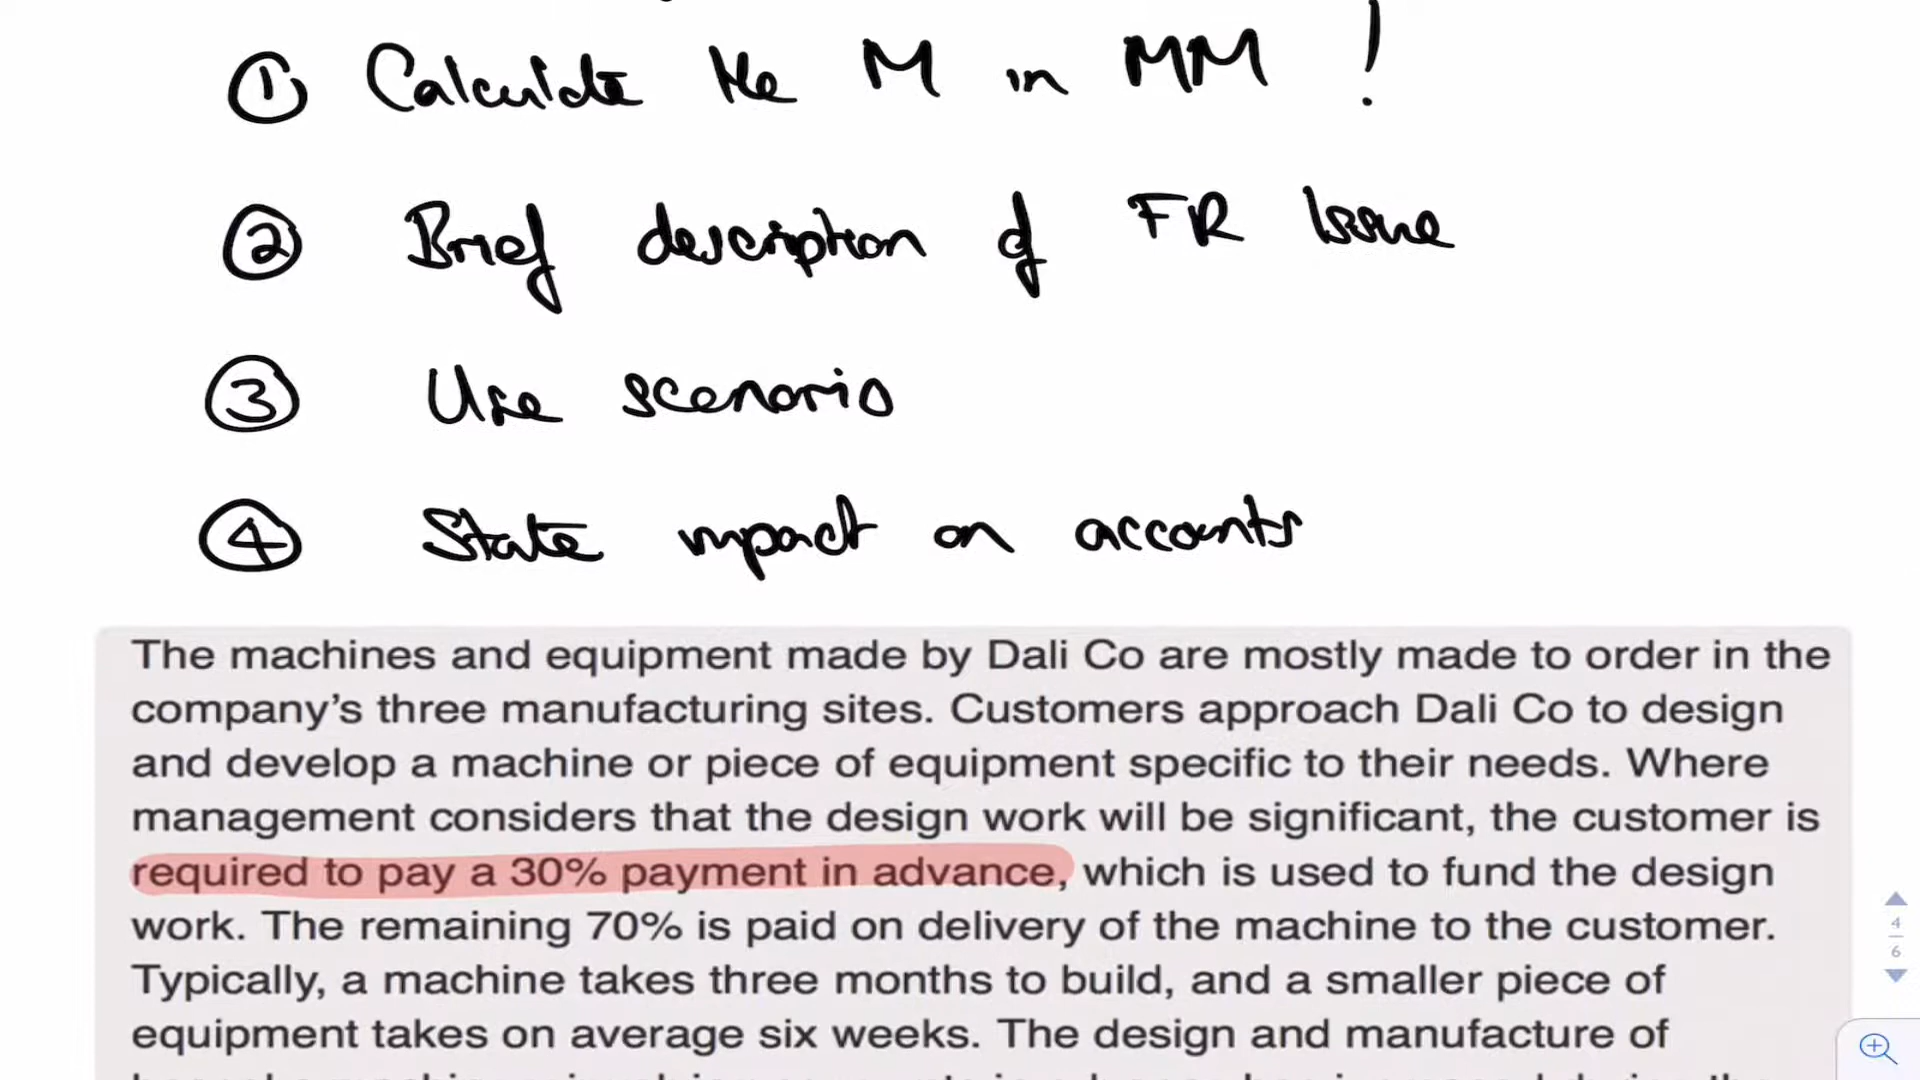 ① Calculate the M in MM !
② Brief description of FR Issue
③ Use scenario
④ State impact on accounts
The machines and equipment made by Dali Co are mostly made to order in the
company's three manufacturing sites. Customers approach Dali Co to design
and develop a machine or piece of equipment specific to their needs. Where
management considers that the design work will be significant, the customer is
required to pay a 30% payment in advance, which is used to fund the design
work. The remaining 70% is paid on delivery of the machine to the customer.
Typically, a machine takes three months to build, and a smaller piece of
equipment takes on average six weeks. The design and manufacture of
4
6